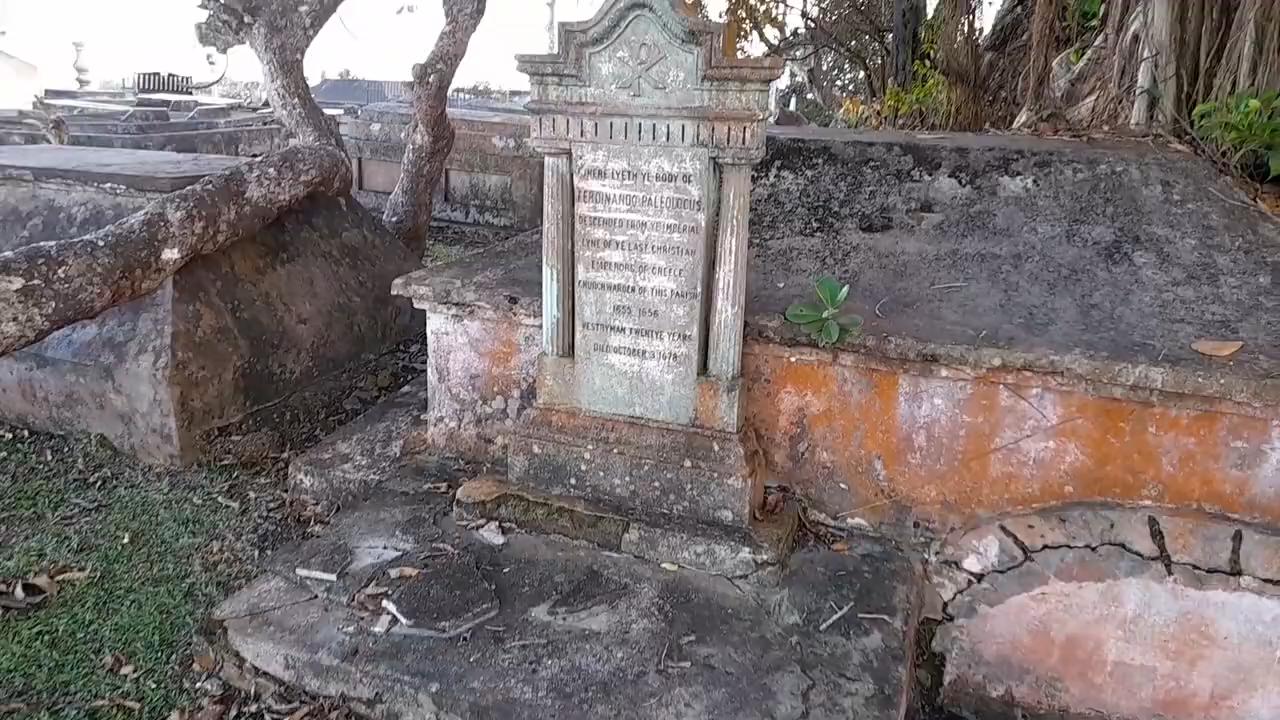 HERE LYETH YE BODY OF
FERDINANDO PALEOLOGUS
DESCENDED FROM YE IMPERIAL
LYNE OF YE LAST CHRISTIAN
EMPERORS OF GREECE
CHURCHWARDEN OF THIS PARISH
1655 1656
VESTRYMAN TWENTYE YEARS
DIED OCTOBER 3 1678